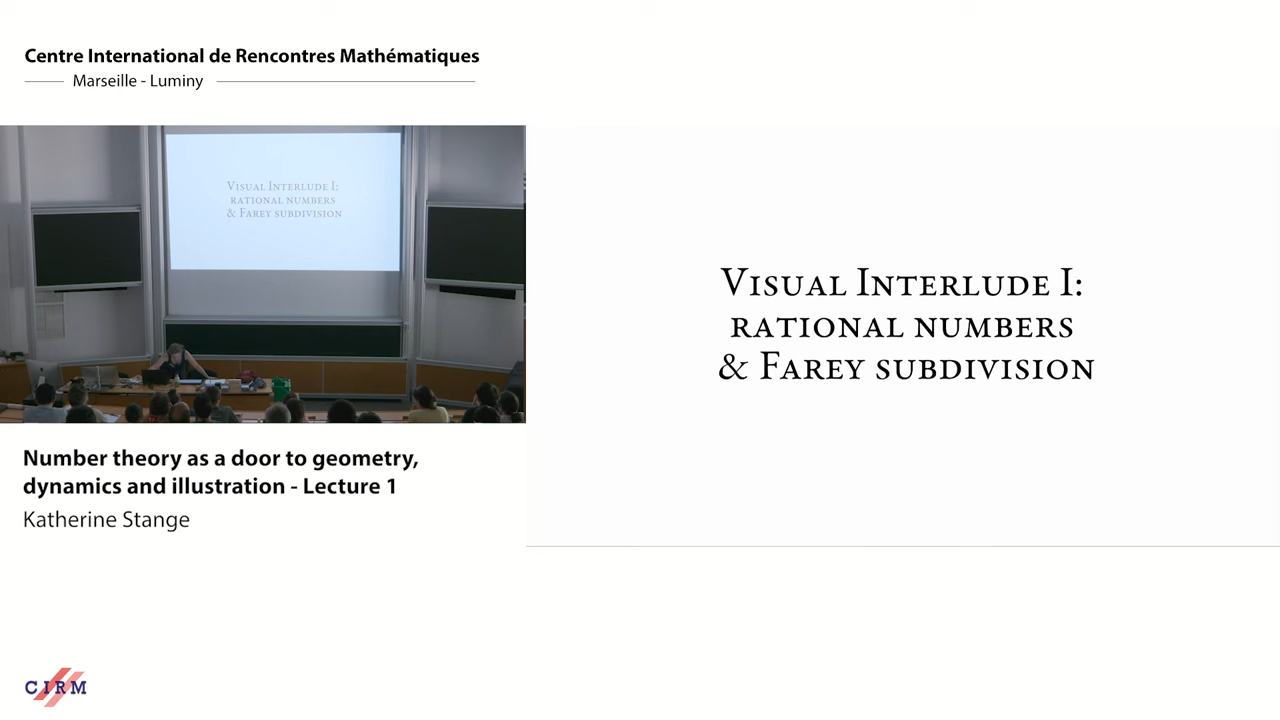 Centre International de Rencontres Mathématiques
Marseille - Luminy
Visual Interlude I:
rational numbers
& Farey subdivision
Visual Interlude I:
rational numbers
& Farey subdivision
Number theory as a door to geometry,
dynamics and illustration - Lecture 1
Katherine Stange
CIRM